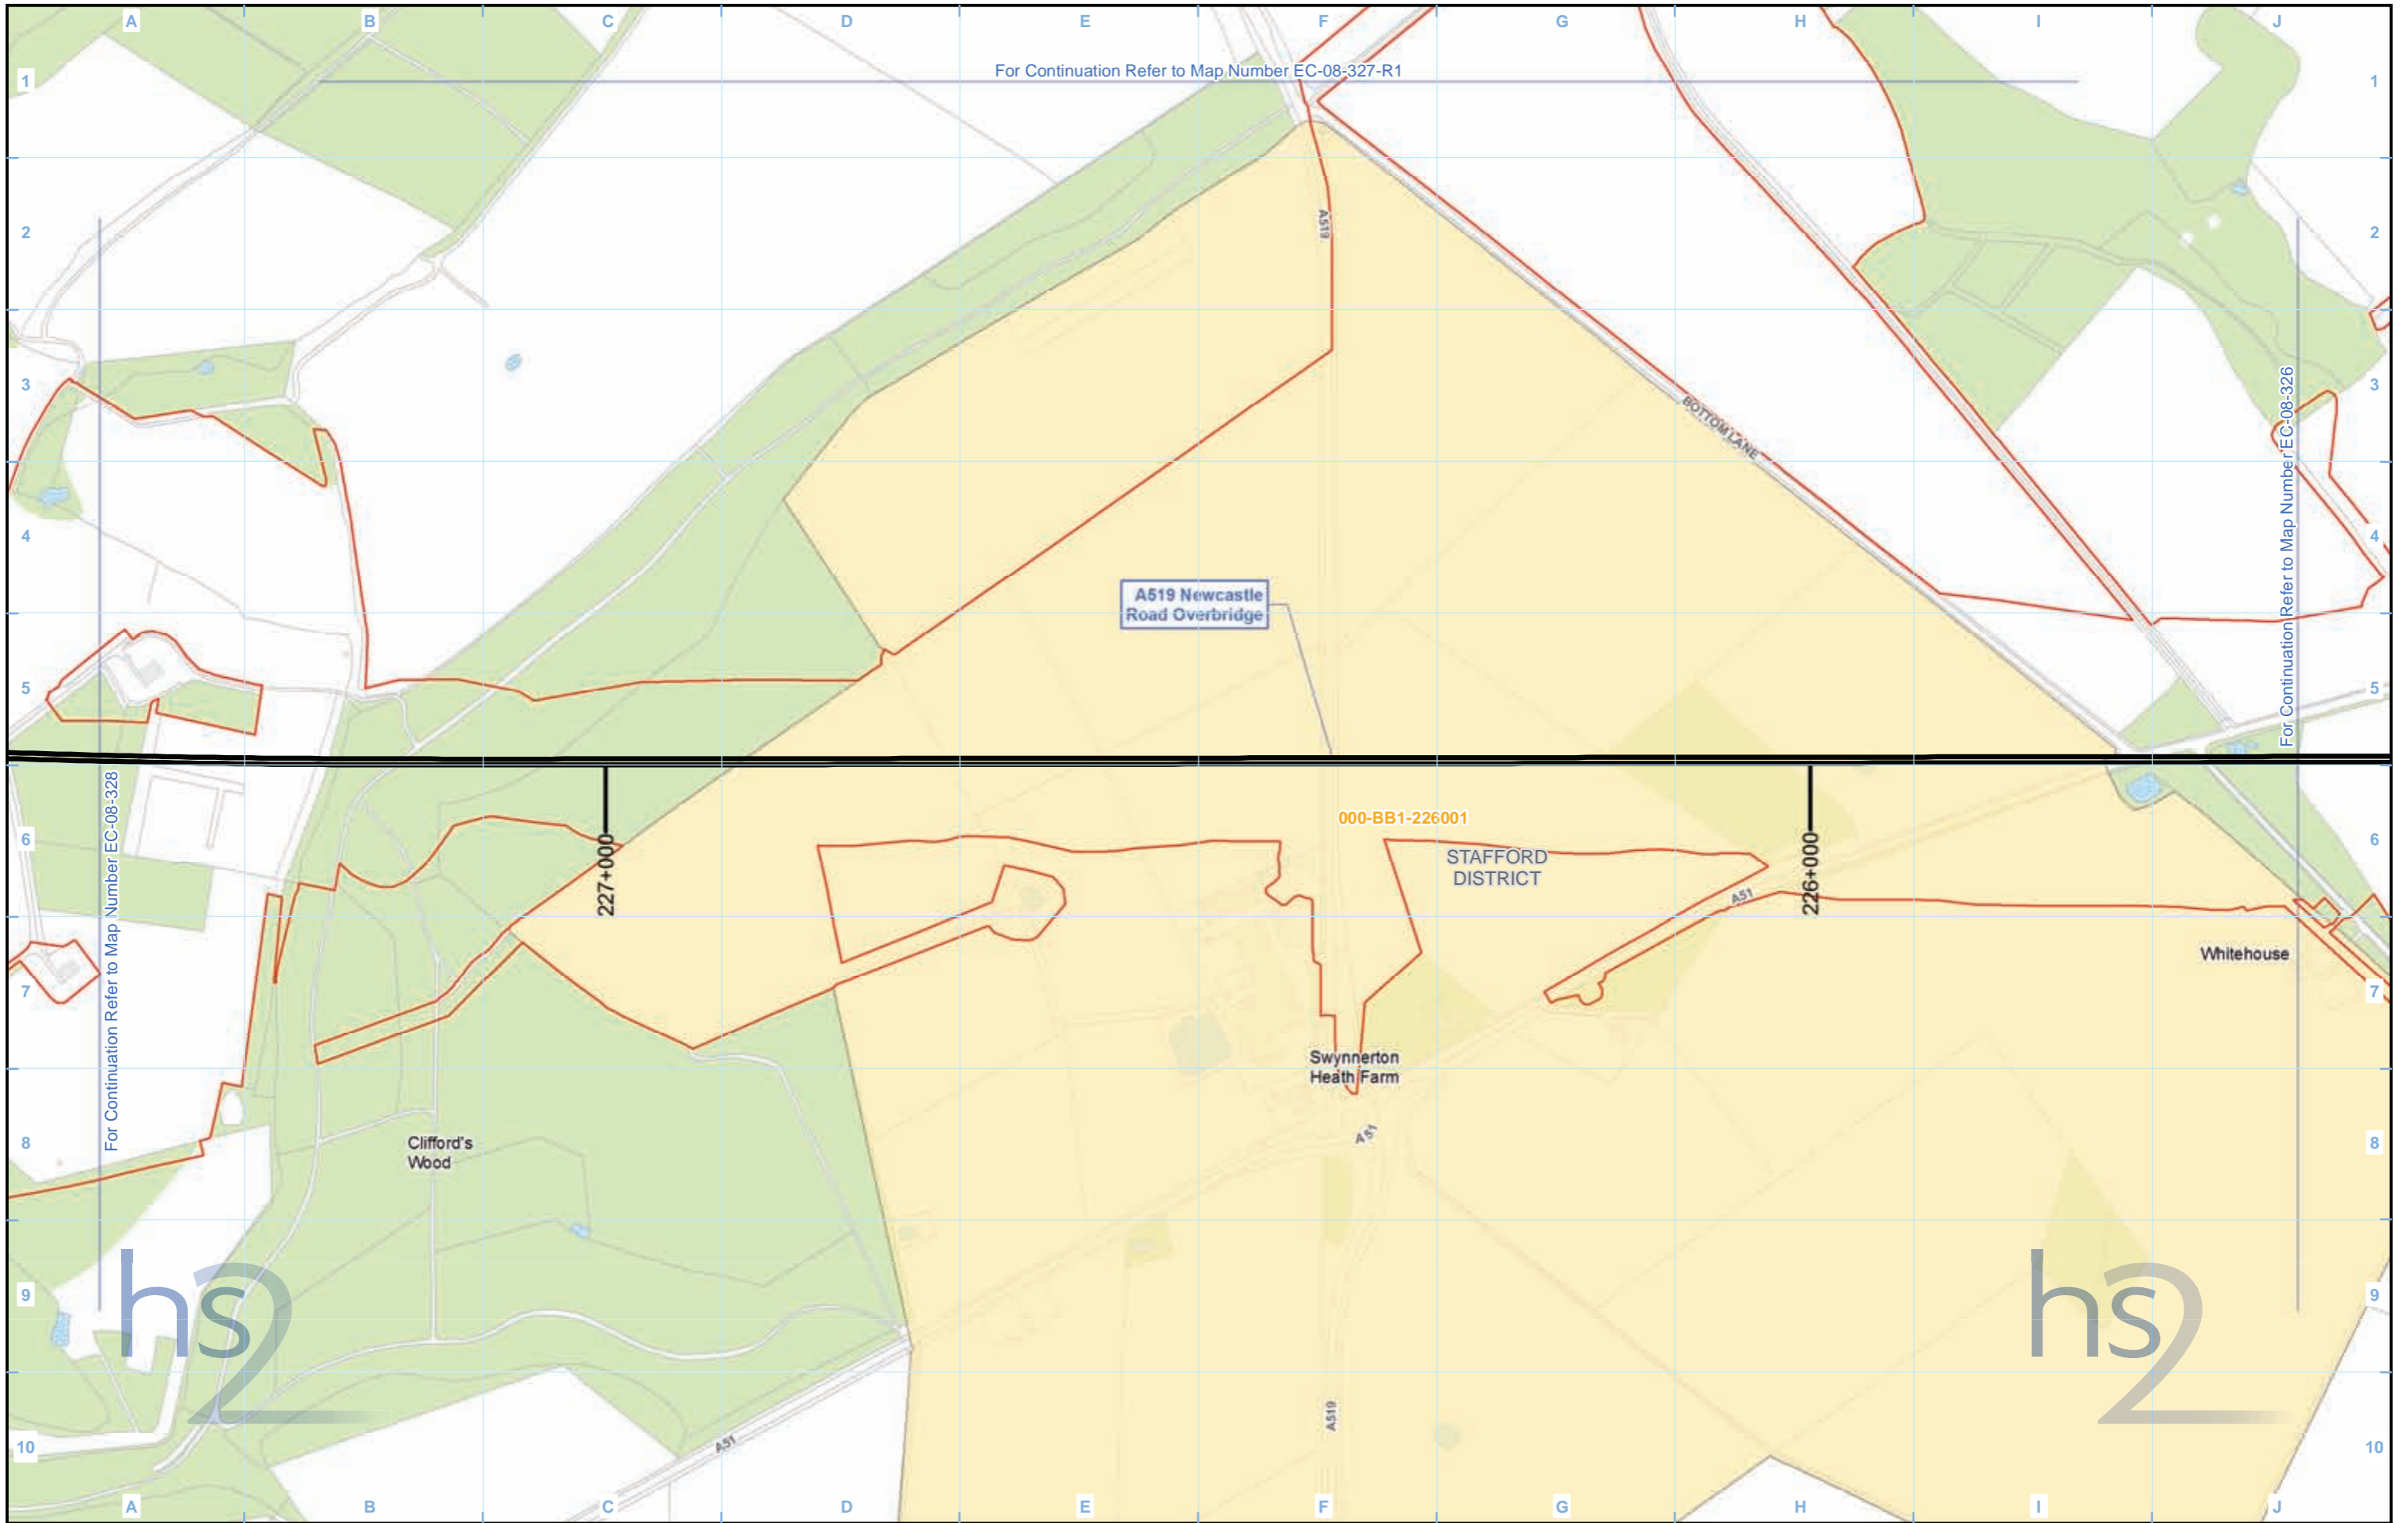 A B C D E F G H I J
For Continuation Refer to Map Number EC-08-327-R1
1 1
2 2
A519
3 3
BOTTOM LANE
For Continuation Refer to Map Number EC-08-326
4 4
A519 Newcastle
Road Overbridge
5 5
For Continuation Refer to Map Number EC-08-328
6 6
227+000
000-BB1-226001
STAFFORD
DISTRICT
226+000
A51
Whitehouse
7 7
Swynnerton
Heath Farm
A51
8 8
Clifford's
Wood
9 9
hs2 hs2
A519
A51
10 10
A B C D E F G H I J